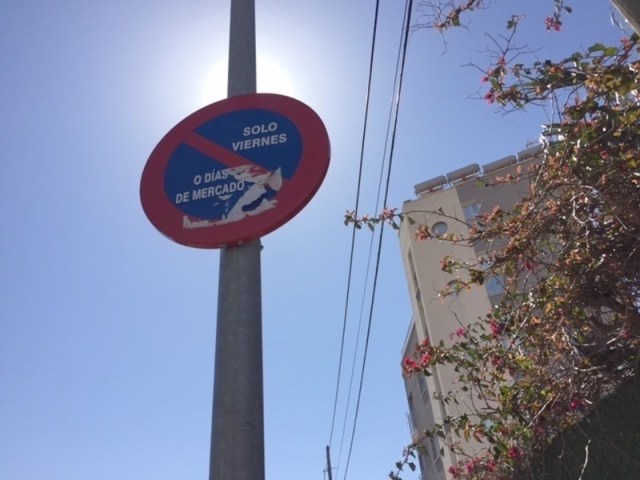 SOLO
VIERNES
O DÍAS
DE MERCADO